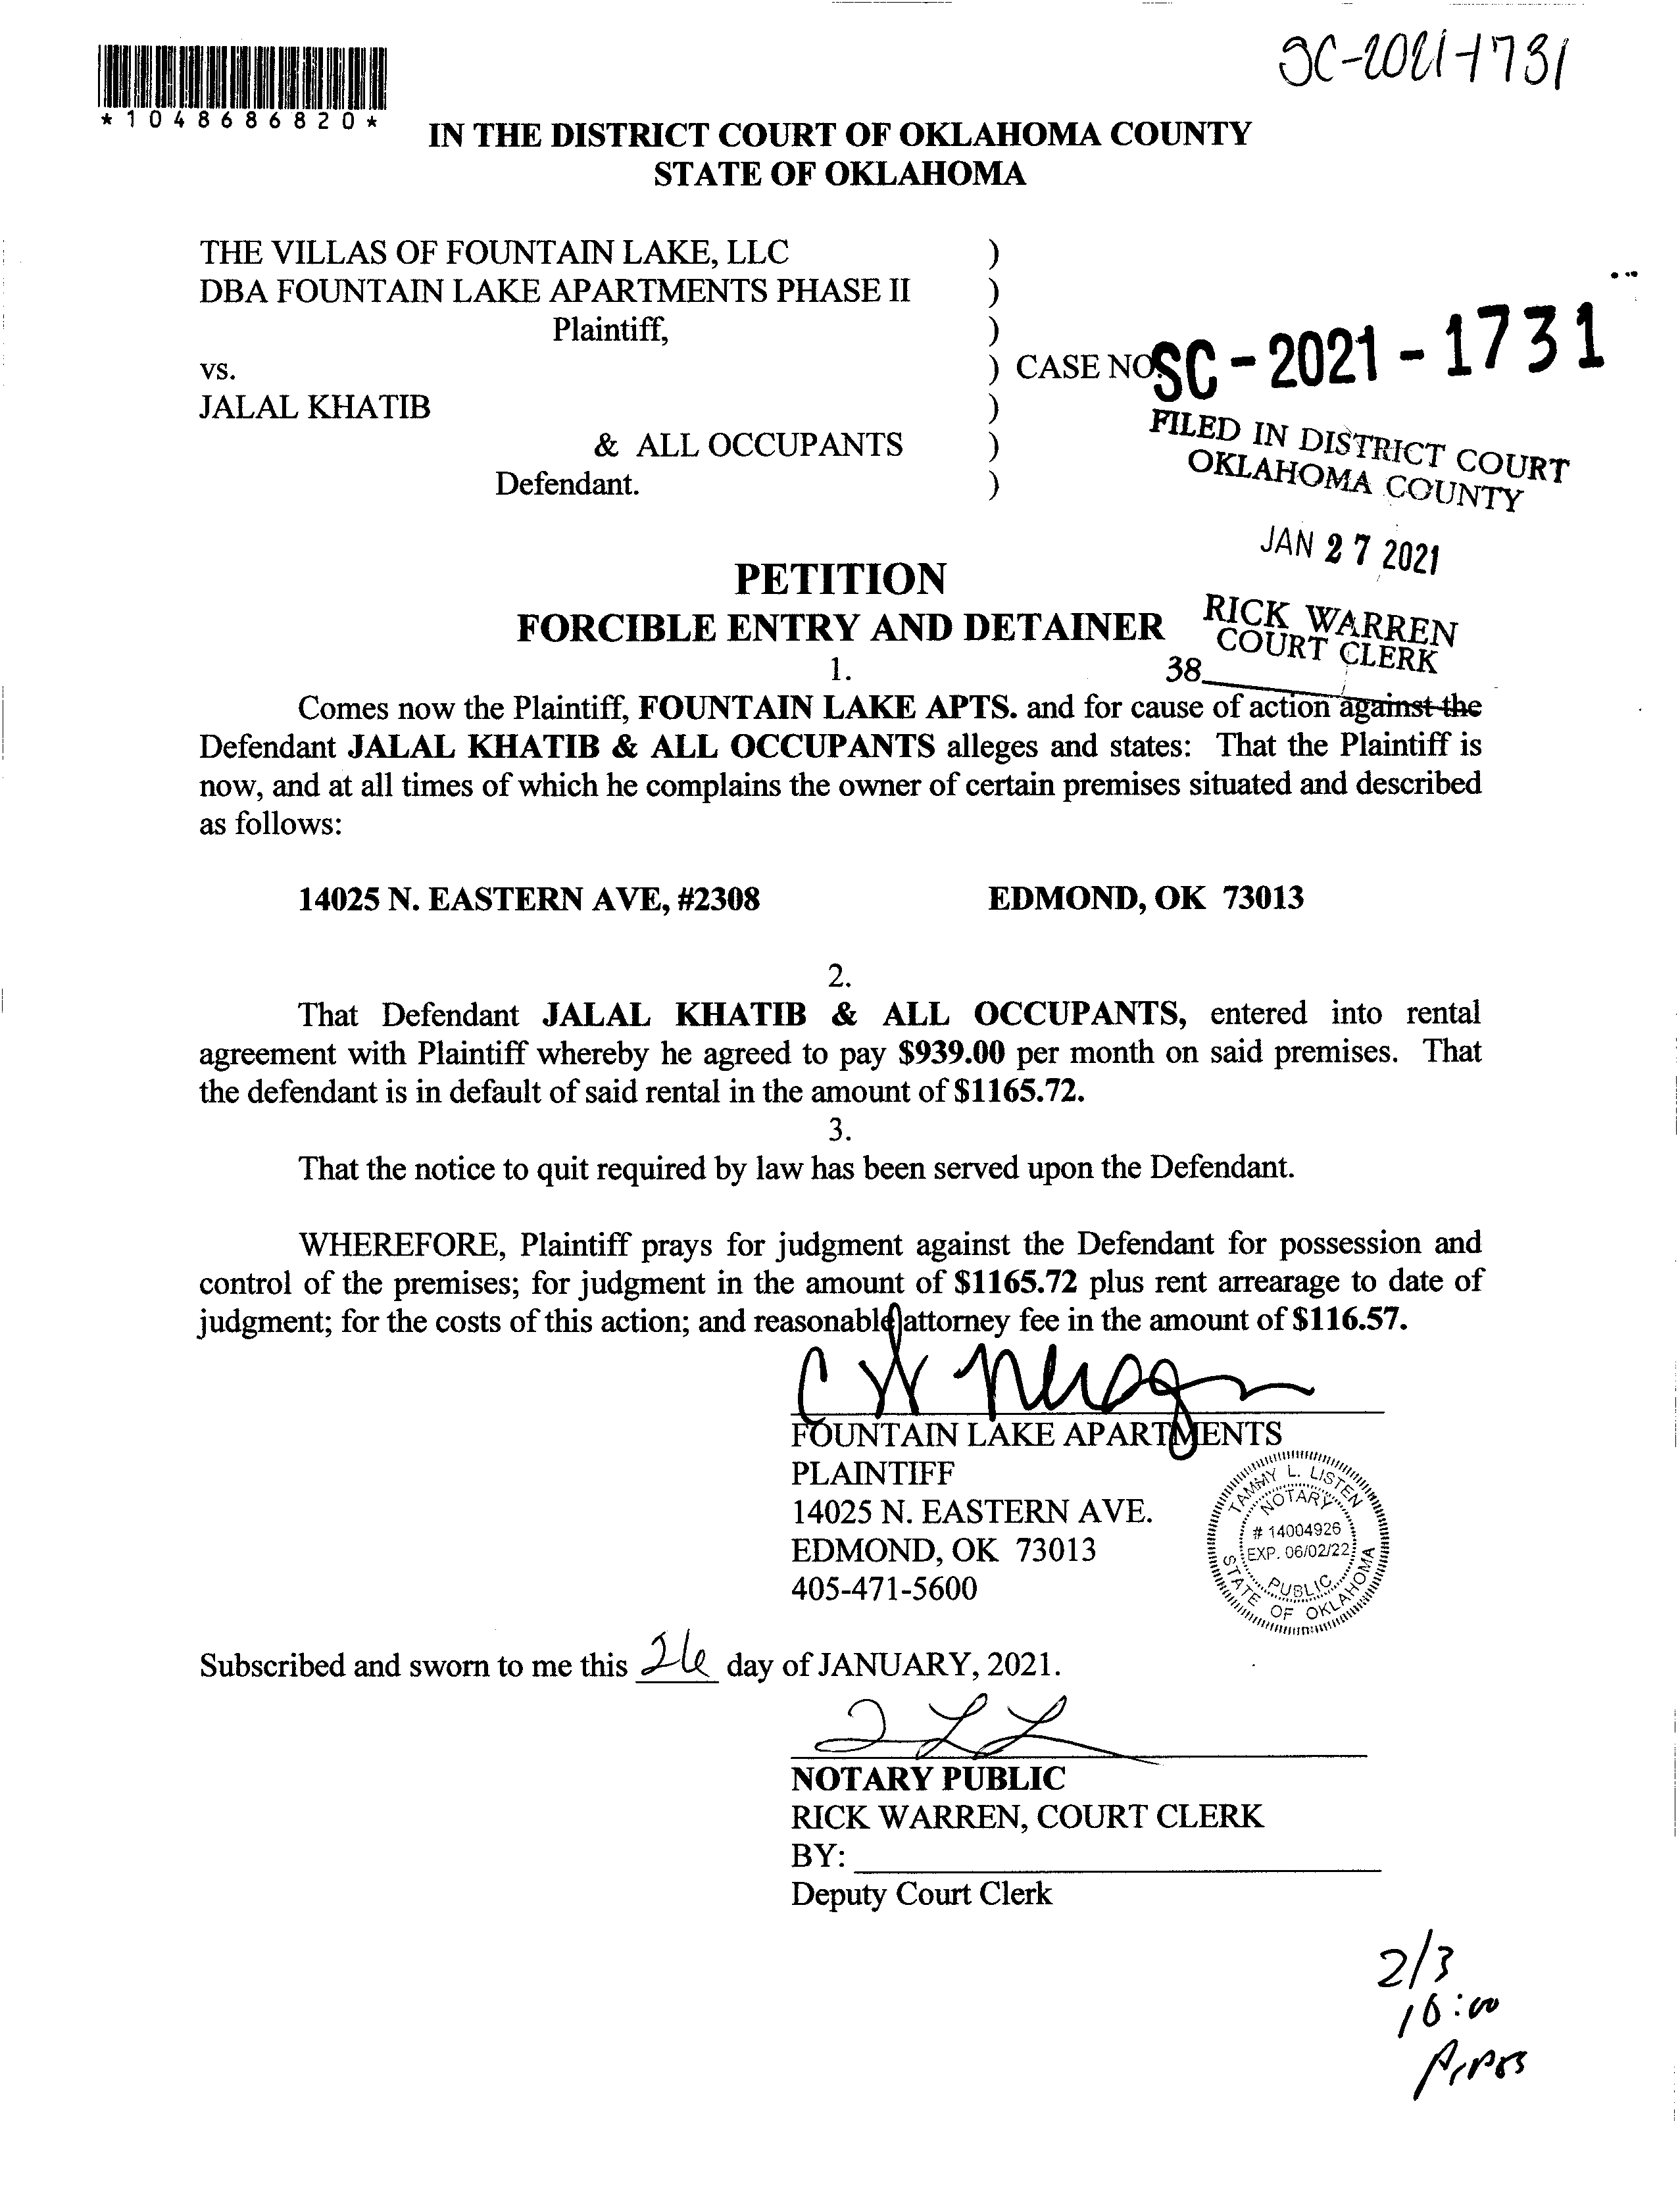 SC-2021-1731
*1048686820*
IN THE DISTRICT COURT OF OKLAHOMA COUNTY
STATE OF OKLAHOMA
THE VILLAS OF FOUNTAIN LAKE, LLC )
DBA FOUNTAIN LAKE APARTMENTS PHASE II )
Plaintiff, )
vs. ) CASE NO.
SC-2021-1731
JALAL KHATIB )
& ALL OCCUPANTS )
Defendant. )
FILED IN DISTRICT COURT
OKLAHOMA COUNTY
JAN 27 2021
RICK WARREN
COURT CLERK
38
PETITION
FORCIBLE ENTRY AND DETAINER
1.
Comes now the Plaintiff, FOUNTAIN LAKE APTS. and for cause of action against the
Defendant JALAL KHATIB & ALL OCCUPANTS alleges and states: That the Plaintiff is
now, and at all times of which he complains the owner of certain premises situated and described
as follows:
14025 N. EASTERN AVE, #2308 EDMOND, OK 73013
2.
That Defendant JALAL KHATIB & ALL OCCUPANTS, entered into rental
agreement with Plaintiff whereby he agreed to pay $939.00 per month on said premises. That
the defendant is in default of said rental in the amount of $1165.72.
3.
That the notice to quit required by law has been served upon the Defendant.
WHEREFORE, Plaintiff prays for judgment against the Defendant for possession and
control of the premises; for judgment in the amount of $1165.72 plus rent arrearage to date of
judgment; for the costs of this action; and reasonable attorney fee in the amount of $116.57.
FOUNTAIN LAKE APARTMENTS
PLAINTIFF
14025 N. EASTERN AVE.
EDMOND, OK 73013
405-471-5600
TAMMY L. LISTEN
NOTARY
# 14004926
EXP. 06/02/22
PUBLIC
STATE OF OKLAHOMA
Subscribed and sworn to me this 26 day of JANUARY, 2021.
NOTARY PUBLIC
RICK WARREN, COURT CLERK
BY:
Deputy Court Clerk
2/3
10:00